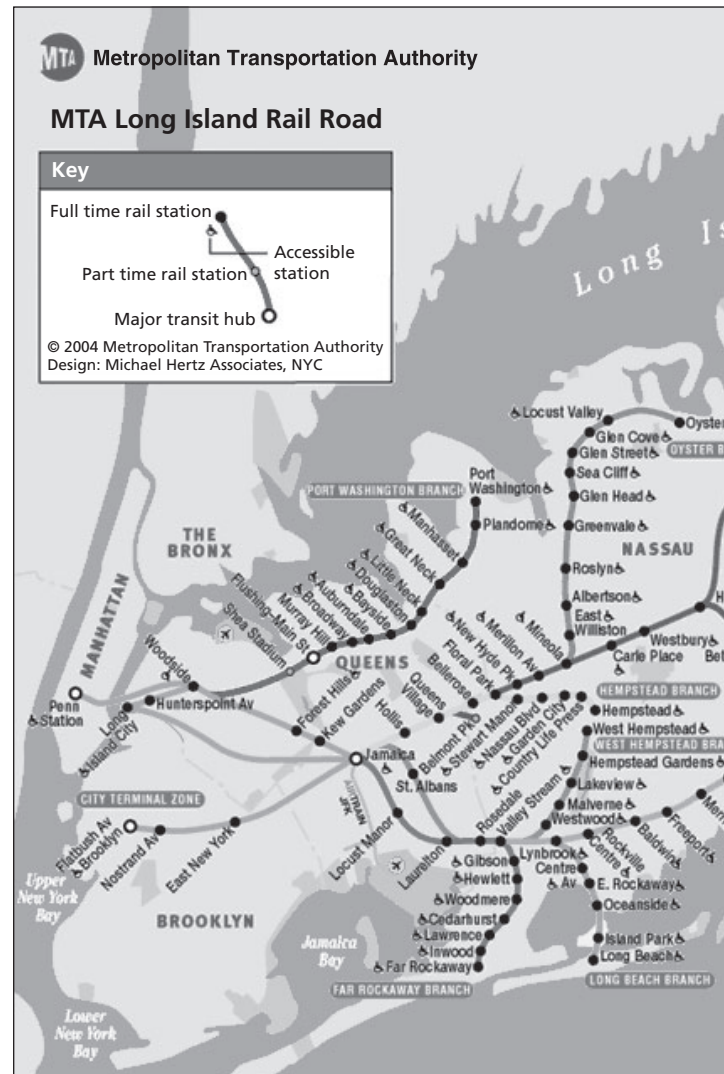 MTA
Metropolitan Transportation Authority
MTA Long Island Rail Road
Key
Full time rail station
Accessible
station
Part time rail station
Major transit hub
© 2004 Metropolitan Transportation Authority
Design: Michael Hertz Associates, NYC
Long
Locust Valley
Oyster
Glen Cove
OYSTER
Glen Street
Sea Cliff
Glen Head
Greenvale
NASSAU
Roslyn
Albertson
East
Williston
Westbury
Carle Place
Port
Washington
PORT WASHINGTON BRANCH
Plandome
Manhasset
Great Neck
Little Neck
Douglaston
Bayside
Auburndale
Broadway
Murray Hill
Flushing–Main St
Shea Stadium
THE
BRONX
MANHATTAN
QUEENS
Woodside
Penn
Station
Long
Island City
Hunterspoint Av
Forest Hills
Kew Gardens
Jamaica
Hollis
Queens
Village
Bellerose
Floral Park
New Hyde Pk
Merillon Av
Mineola
HEMPSTEAD BRANCH
Hempstead
Belmont Pk
Stewart Manor
Nassau Blvd
Garden City
Country Life Press
West Hempstead
WEST HEMPSTEAD
Hempstead Gardens
Lakeview
Malverne
Westwood
St. Albans
AIRTRAIN
JFK
CITY TERMINAL ZONE
Flatbush Av
Brooklyn
Nostrand Av
East New York
Locust Manor
Laurelton
Rosedale
Valley Stream
Lynbrook
Rockville
Centre
Baldwin
Freeport
Gibson
Hewlett
Woodmere
Cedarhurst
Lawrence
Inwood
Far Rockaway
FAR ROCKAWAY BRANCH
Centre
Av
E. Rockaway
Oceanside
Island Park
Long Beach
LONG BEACH BRANCH
Upper
New York
Bay
BROOKLYN
Jamaica
Bay
Lower
New York
Bay